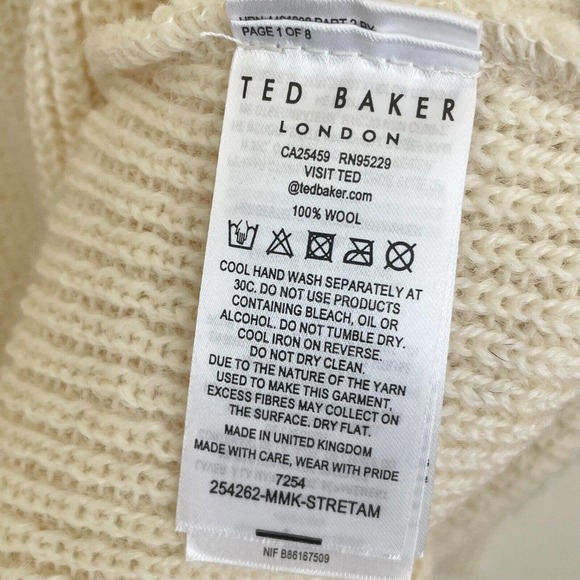 PAGE 1 OF 8
TED BAKER
LONDON
CA25459 RN95229
VISIT TED
@tedbaker.com
100% WOOL
COOL HAND WASH SEPARATELY AT
30C. DO NOT USE PRODUCTS
CONTAINING BLEACH, OIL OR
ALCOHOL. DO NOT TUMBLE DRY.
COOL IRON ON REVERSE.
DO NOT DRY CLEAN.
DUE TO THE NATURE OF THE YARN
USED TO MAKE THIS GARMENT,
EXCESS FIBRES MAY COLLECT ON
THE SURFACE. DRY FLAT.
MADE IN UNITED KINGDOM
MADE WITH CARE, WEAR WITH PRIDE
7254
254262-MMK-STRETAM
NIF B86167509